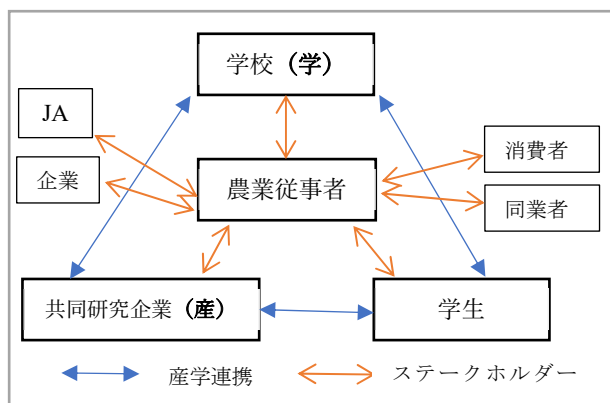 学校（学）
JA
企業
農業従事者
消費者
同業者
共同研究企業（産）
学生
産学連携
ステークホルダー